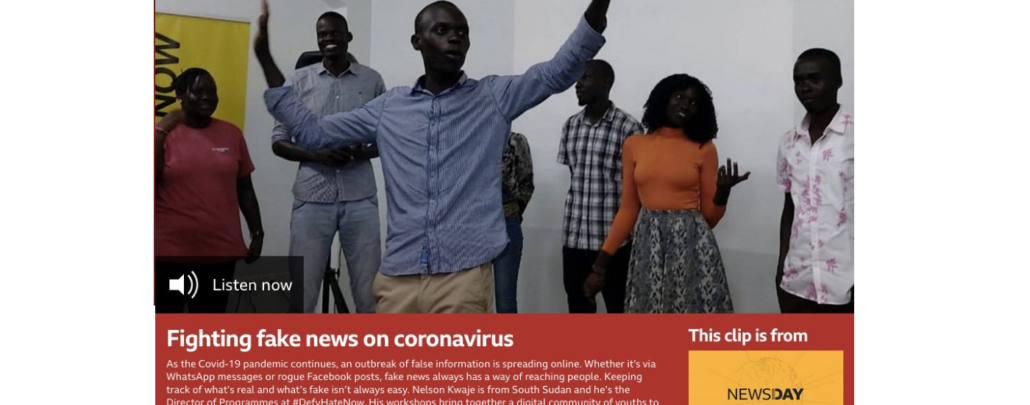 NOW
Listen now
Fighting fake news on coronavirus
As the Covid-19 pandemic continues, an outbreak of false information is spreading online. Whether it's via
WhatsApp messages or rogue Facebook posts, fake news always has a way of reaching people. Keeping
track of what's real and what's fake isn't always easy. Nelson Kwaje is from South Sudan and he's the
Director of Programmes at #DefyHateNow. His workshops bring together a digital community of youths to
This clip is from
NEWSDAY